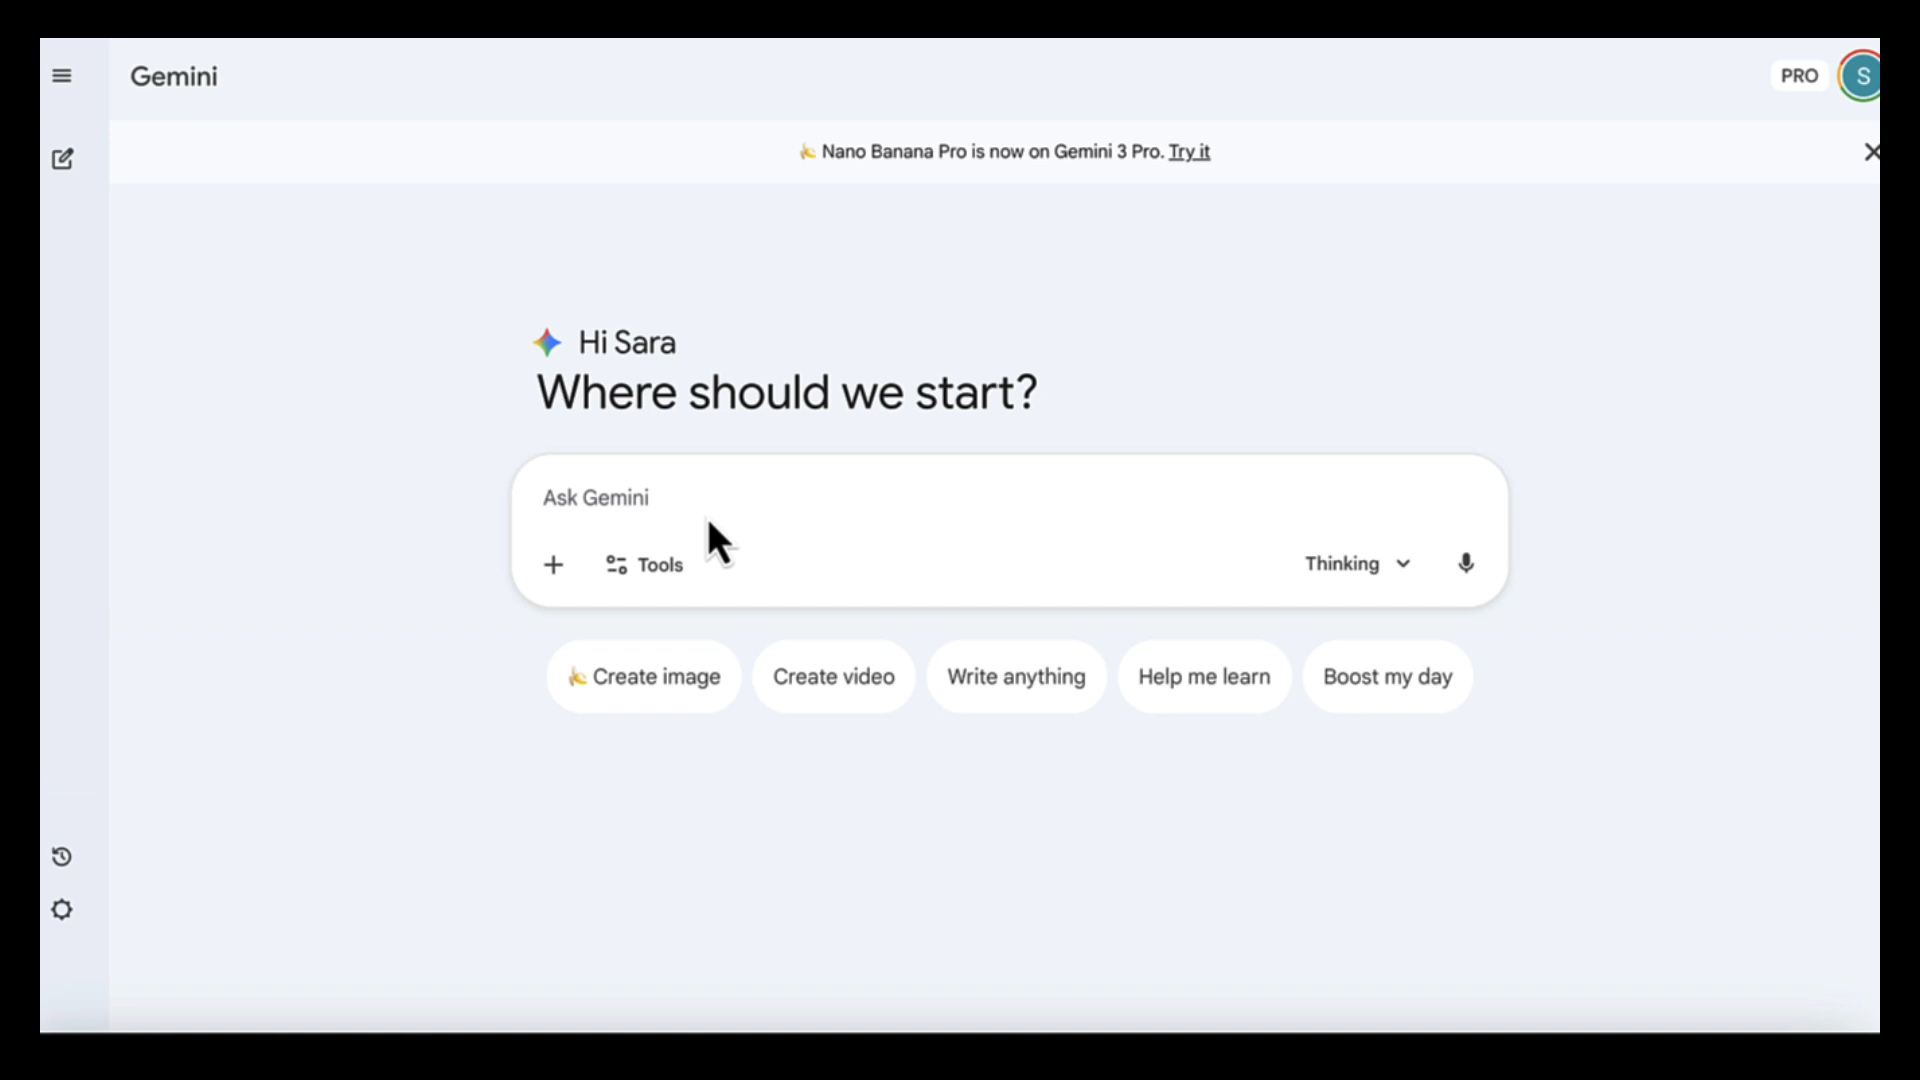 Gemini
PRO
S
Nano Banana Pro is now on Gemini 3 Pro. Try it
Hi Sara
Where should we start?
Ask Gemini
Tools
Thinking
Create image
Create video
Write anything
Help me learn
Boost my day